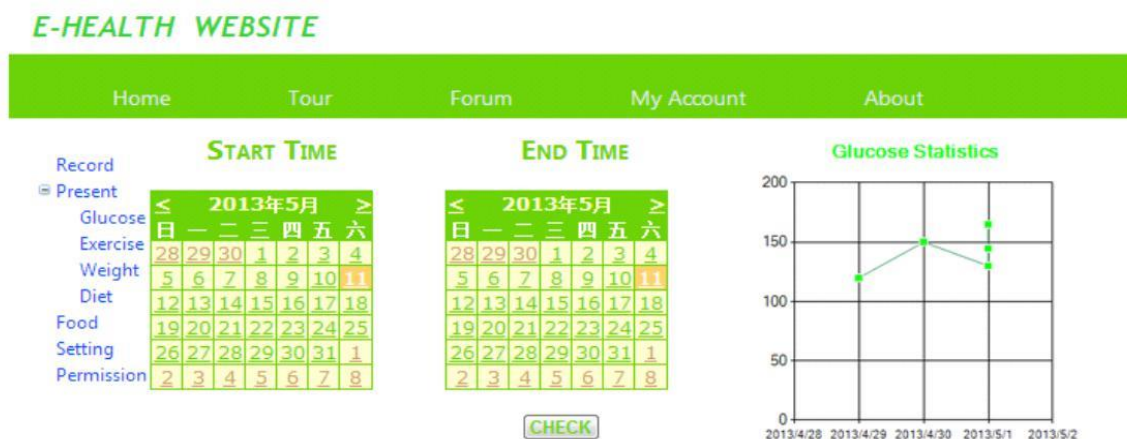 E-HEALTH WEBSITE
Home Tour Forum My Account About
Record
Present
Glucose
Exercise
Weight
Diet
Food
Setting
Permission
START TIME
< 2013年5月 >
日 一 二 三 四 五 六
28 29 30 1 2 3 4
5 6 7 8 9 10 11
12 13 14 15 16 17 18
19 20 21 22 23 24 25
26 27 28 29 30 31 1
2 3 4 5 6 7 8
END TIME
< 2013年5月 >
日 一 二 三 四 五 六
28 29 30 1 2 3 4
5 6 7 8 9 10 11
12 13 14 15 16 17 18
19 20 21 22 23 24 25
26 27 28 29 30 31 1
2 3 4 5 6 7 8
CHECK
Glucose Statistics
200
150
100
50
0
2013/4/28 2013/4/29 2013/4/30 2013/5/1 2013/5/2